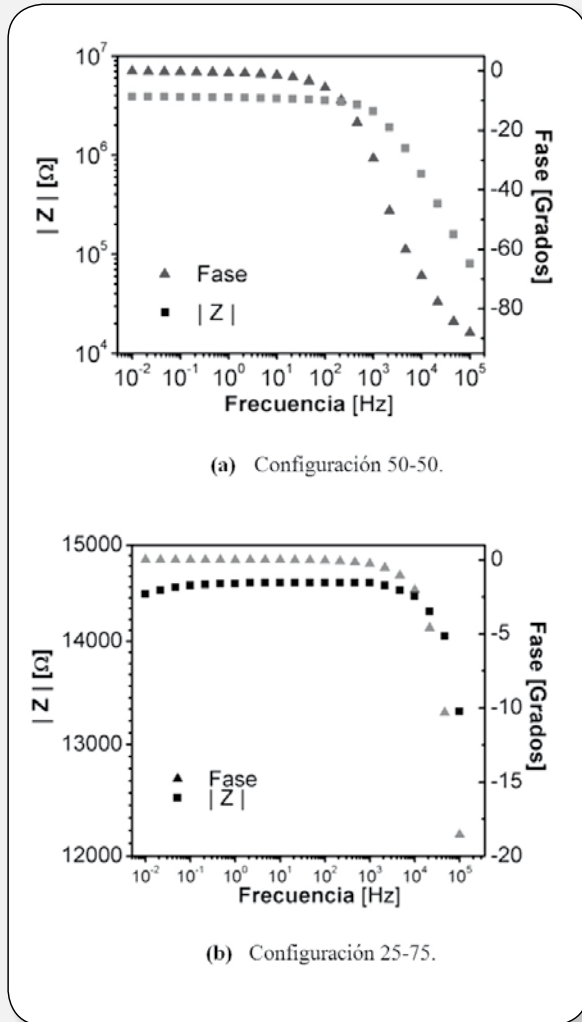 10⁷
10⁶
10⁵
10⁴
| Z | [Ω]
0
-20
-40
-60
-80
Fase [Grados]
Fase
| Z |
10⁻² 10⁻¹ 10⁰ 10¹ 10² 10³ 10⁴ 10⁵
Frecuencia [Hz]
(a) Configuración 50-50.
15000
14000
13000
12000
| Z | [Ω]
0
-5
-10
-15
-20
Fase [Grados]
Fase
| Z |
10⁻² 10⁻¹ 10⁰ 10¹ 10² 10³ 10⁴ 10⁵
Frecuencia [Hz]
(b) Configuración 25-75.